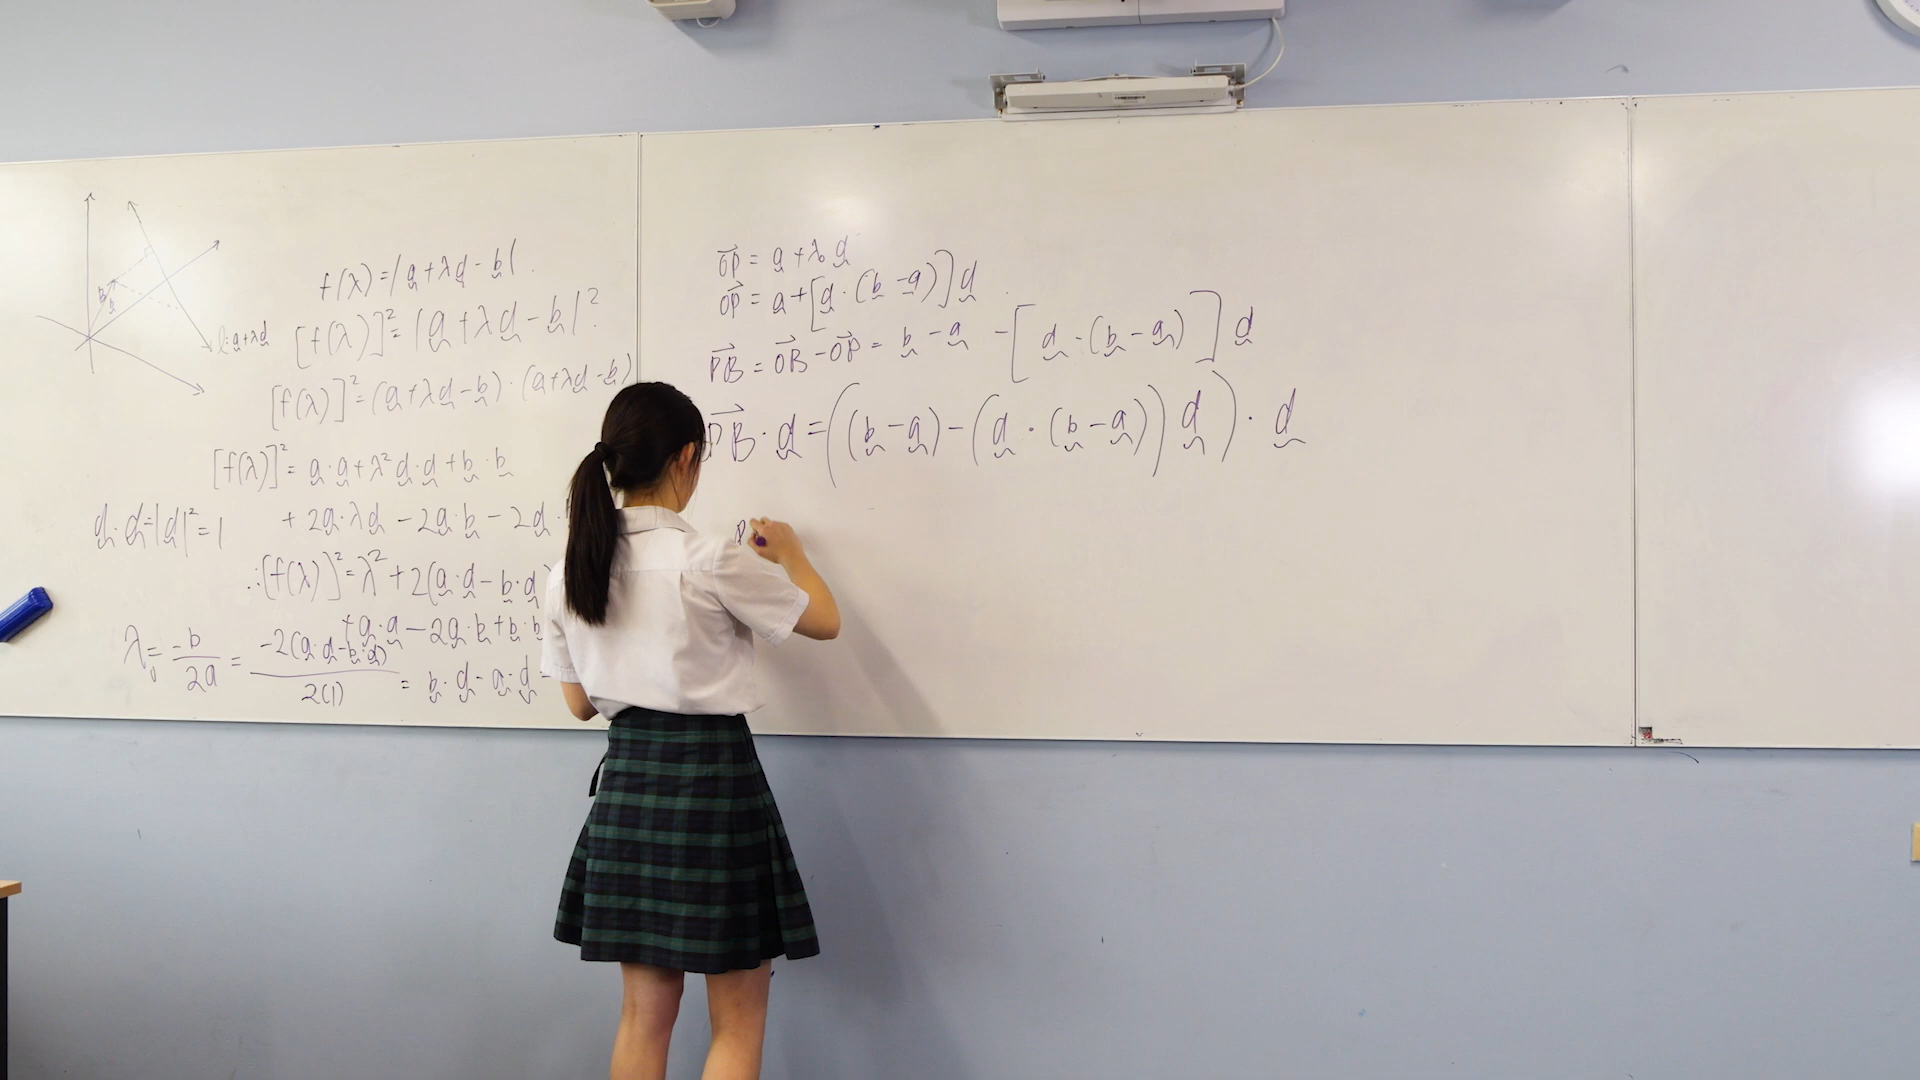 B
a
l: a+λd
f(λ)=|a+λd-b|.
[f(λ)]²=|a+λd-b|².
[f(λ)]²=(a+λd-b)·(a+λd-b)
[f(λ)]²= a·a+λ²d·d+b·b
+ 2a·λd - 2a·b - 2d·
d·d=|d|²=1
∴[f(λ)]²=λ²+2(a·d-b·d)
+a·a-2a·b+b·b
λ₀=-b/2a = -2(a·d-b·d)/2(1) = b·d-a·d=
OP = a+λ₀d
OP = a+[d·(b-a)]d
PB = OB-OP = b-a -[d·(b-a)]d
PB·d=((b-a)-(d·(b-a))d)·d